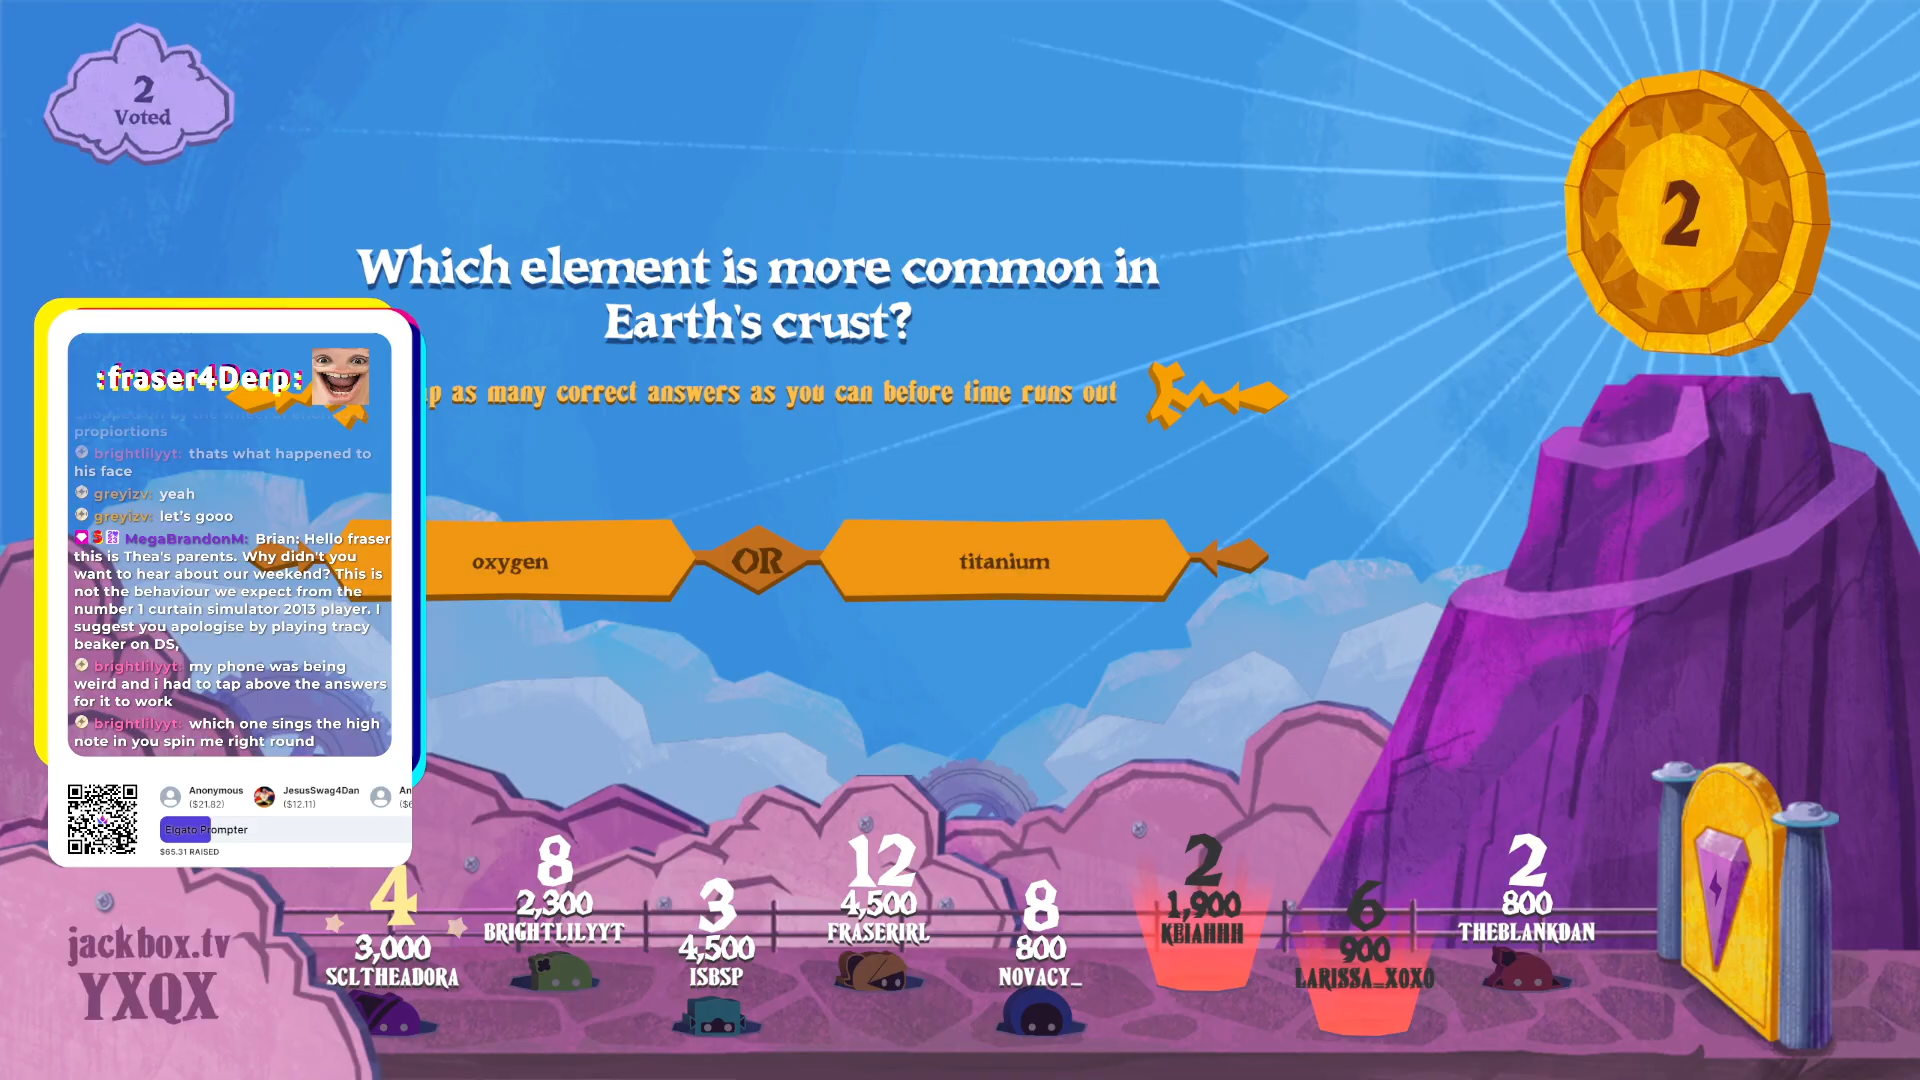 2
Voted
2
Which element is more common in
Earth's crust?
as many correct answers as you can before time runs out
oxygen
OR
titanium
:fraser4Derp:
propiortions
brightlilyyt: thats what happened to
his face
greyizv: yeah
greyizv: let's gooo
MegaBrandonM: Brian: Hello fraser
this is Thea's parents. Why didn't you
want to hear about our weekend? This is
not the behaviour we expect from the
number 1 curtain simulator 2013 player. I
suggest you apologise by playing tracy
beaker on DS,
brightlilyyt: my phone was being
weird and i had to tap above the answers
for it to work
brightlilyyt: which one sings the high
note in you spin me right round
Anonymous
($21.82)
JesusSwag4Dan
($12.11)
Elgato Prompter
$65.31 RAISED
jackbox.tv
YXQX
4
3,000
SCLTHEADORA
8
2,300
BRIGHTLILYYT
3
4,500
ISBSP
12
4,500
FRASERIRL
8
800
NOVACY_
2
1,900
KEIAHHH
6
900
LARISSA_XOXO
2
800
THEBLANKDAN